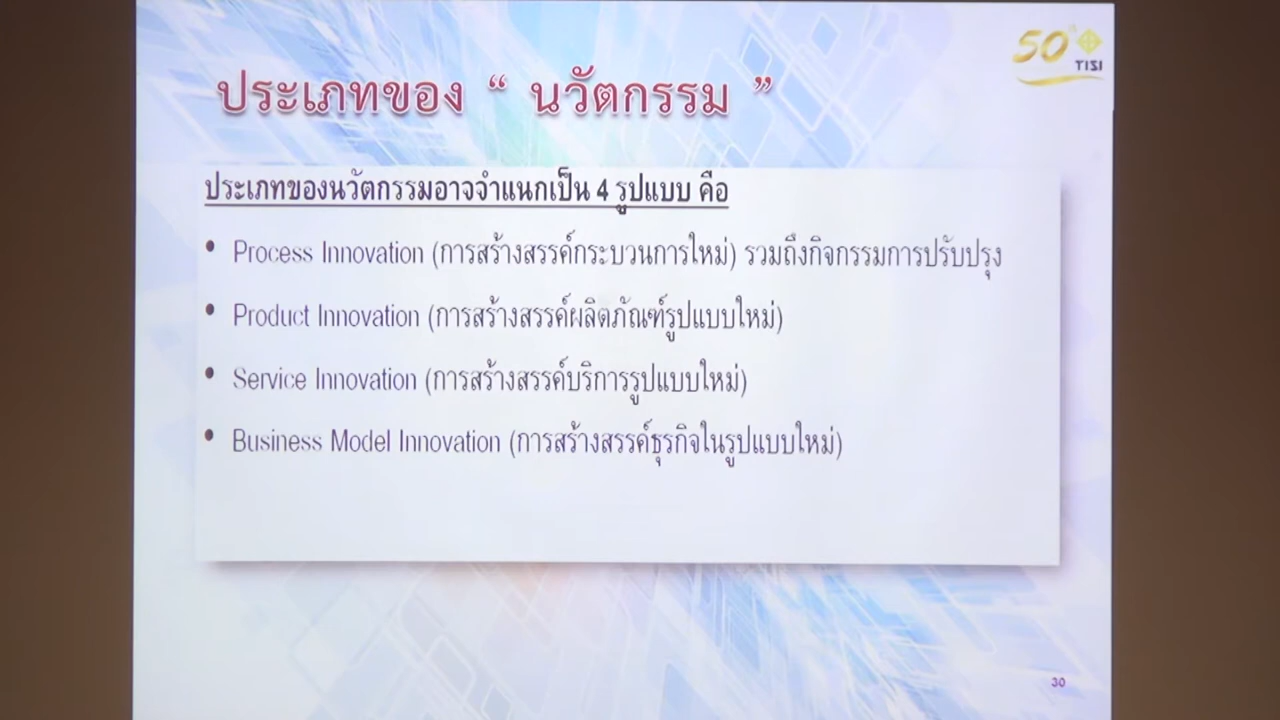 50 ปี
TISI
ประเภทของ “ นวัตกรรม ”
ประเภทของนวัตกรรมอาจจำแนกเป็น 4 รูปแบบ คือ
• Process Innovation (การสร้างสรรค์กระบวนการใหม่) รวมถึงกิจกรรมการปรับปรุง
• Product Innovation (การสร้างสรรค์ผลิตภัณฑ์รูปแบบใหม่)
• Service Innovation (การสร้างสรรค์บริการรูปแบบใหม่)
• Business Model Innovation (การสร้างสรรค์ธุรกิจในรูปแบบใหม่)
30